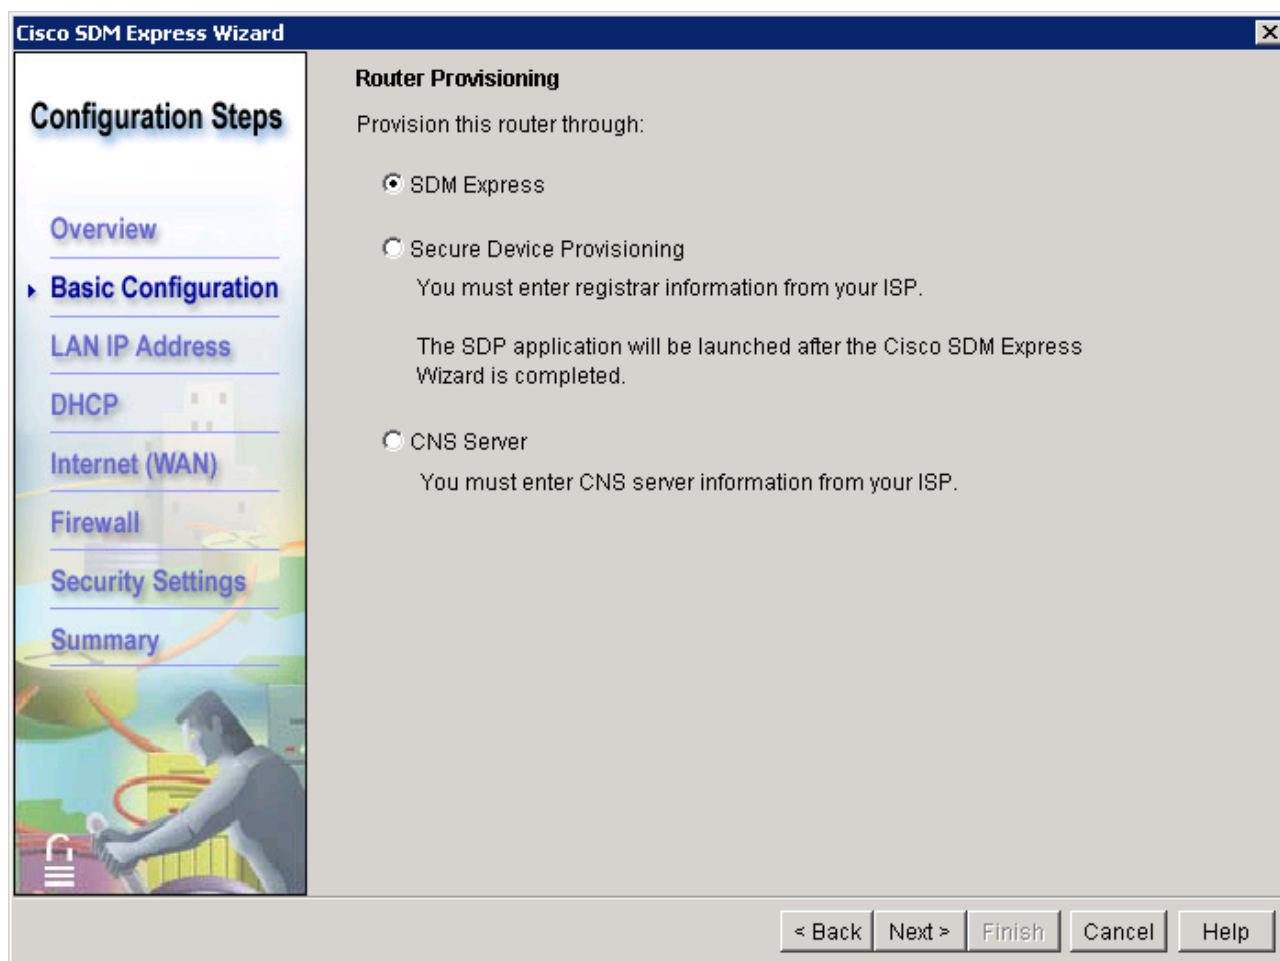 Cisco SDM Express Wizard
Configuration Steps
Overview
Basic Configuration
LAN IP Address
DHCP
Internet (WAN)
Firewall
Security Settings
Summary
Router Provisioning
Provision this router through:
SDM Express
Secure Device Provisioning
You must enter registrar information from your ISP.
The SDP application will be launched after the Cisco SDM Express
Wizard is completed.
CNS Server
You must enter CNS server information from your ISP.
< Back
Next >
Finish
Cancel
Help